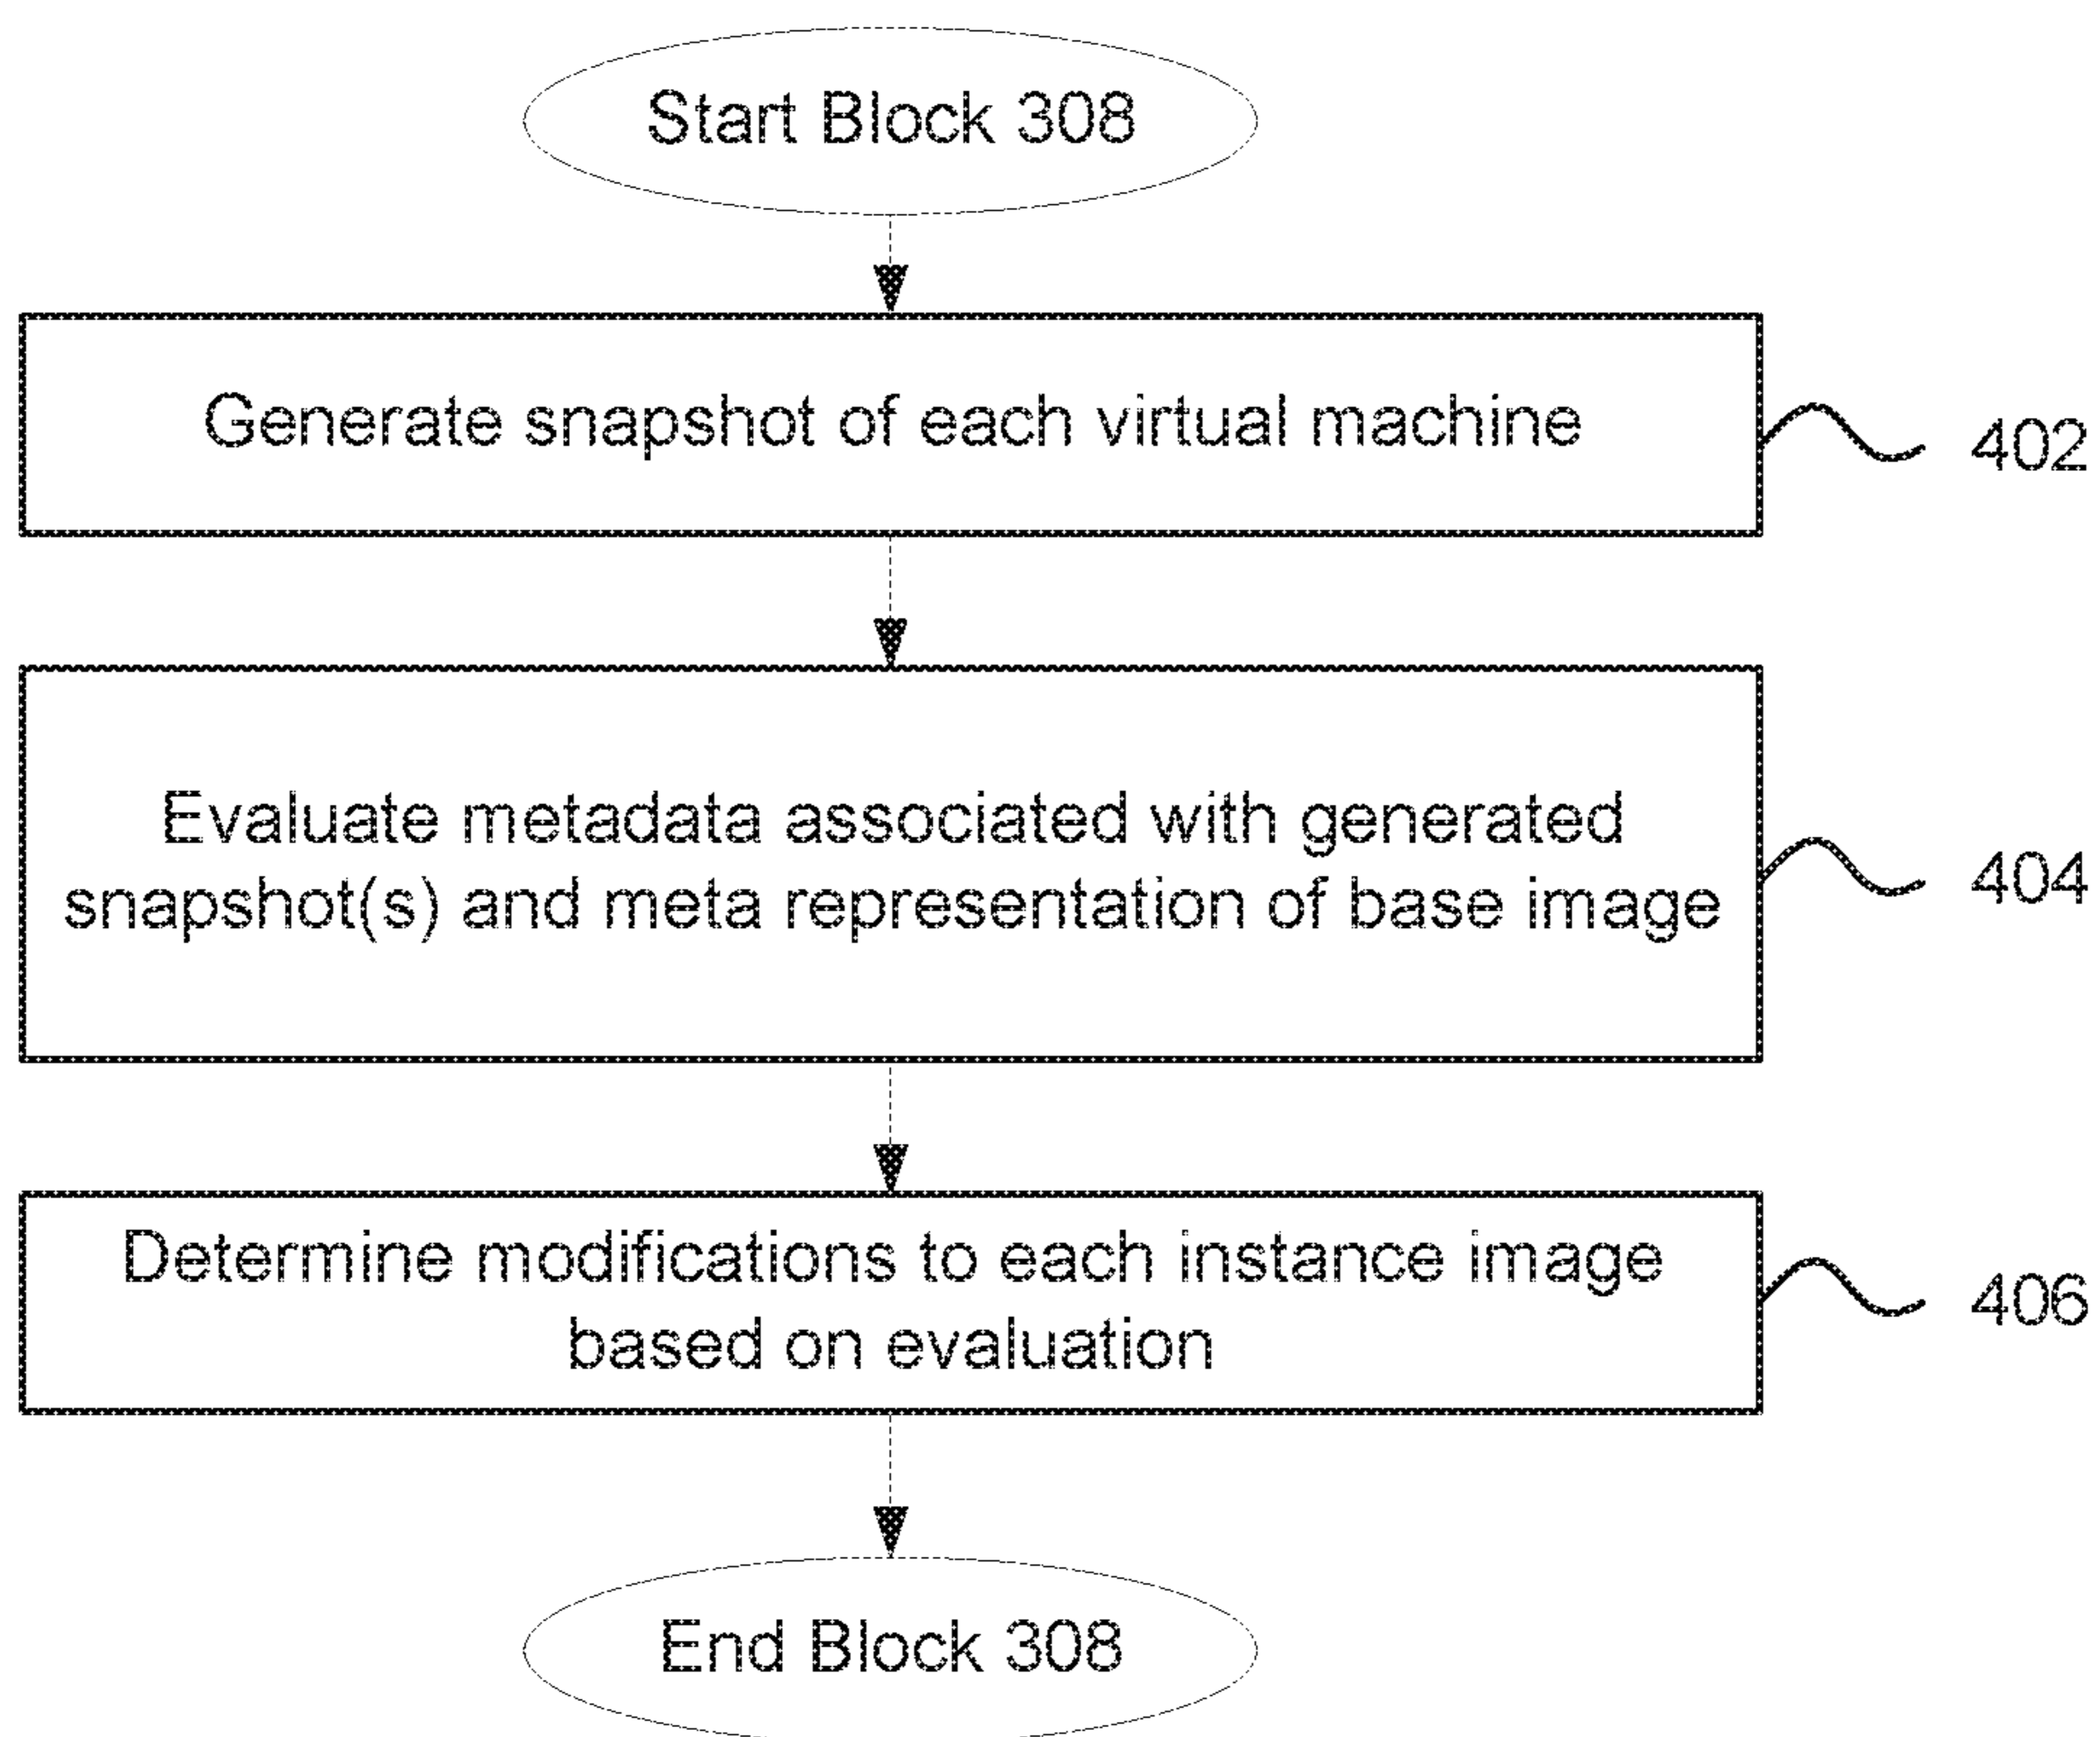 Start Block 308
Generate snapshot of each virtual machine
402
Evaluate metadata associated with generated
snapshot(s) and meta representation of base image
404
Determine modifications to each instance image
based on evaluation
406
End Block 308